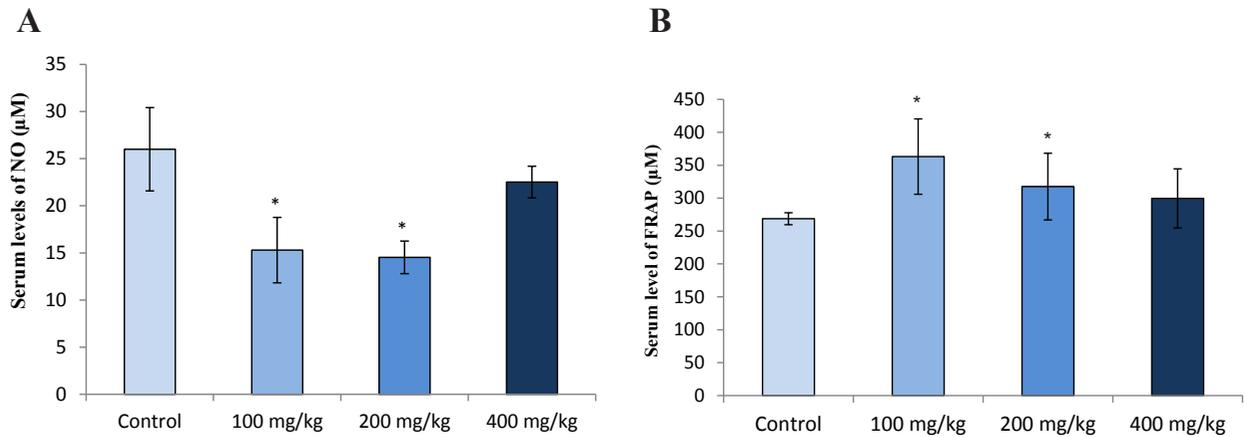 A
Serum levels of NO (µM)
35
30
25
20
15
10
5
0
*
*
Control
100 mg/kg
200 mg/kg
400 mg/kg
B
Serum level of FRAP (µM)
450
400
350
300
250
200
150
100
50
0
*
*
Control
100 mg/kg
200 mg/kg
400 mg/kg